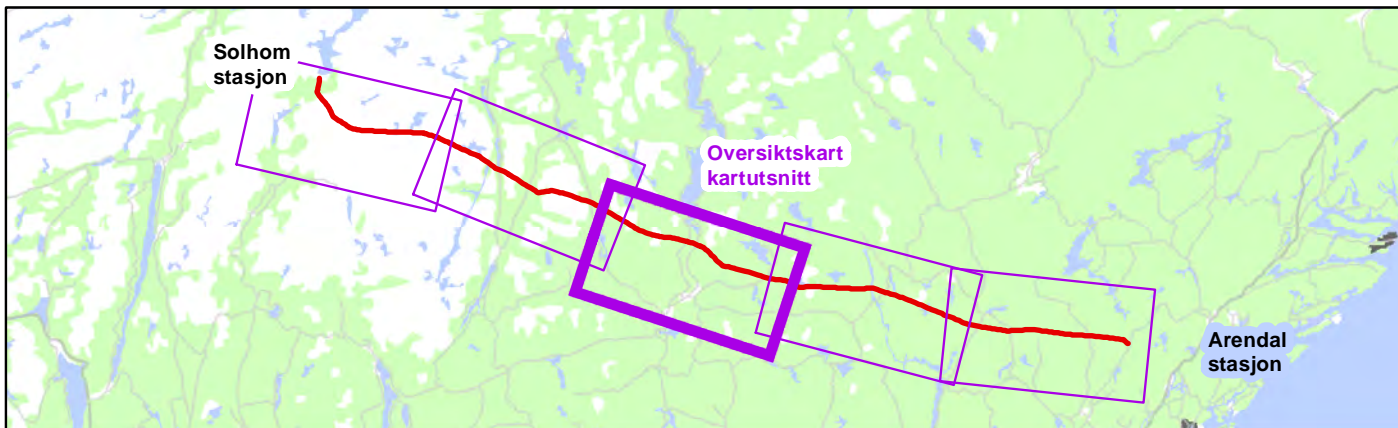 Solhom
stasjon
Oversiktskart
kartutsnitt
Arendal
stasjon